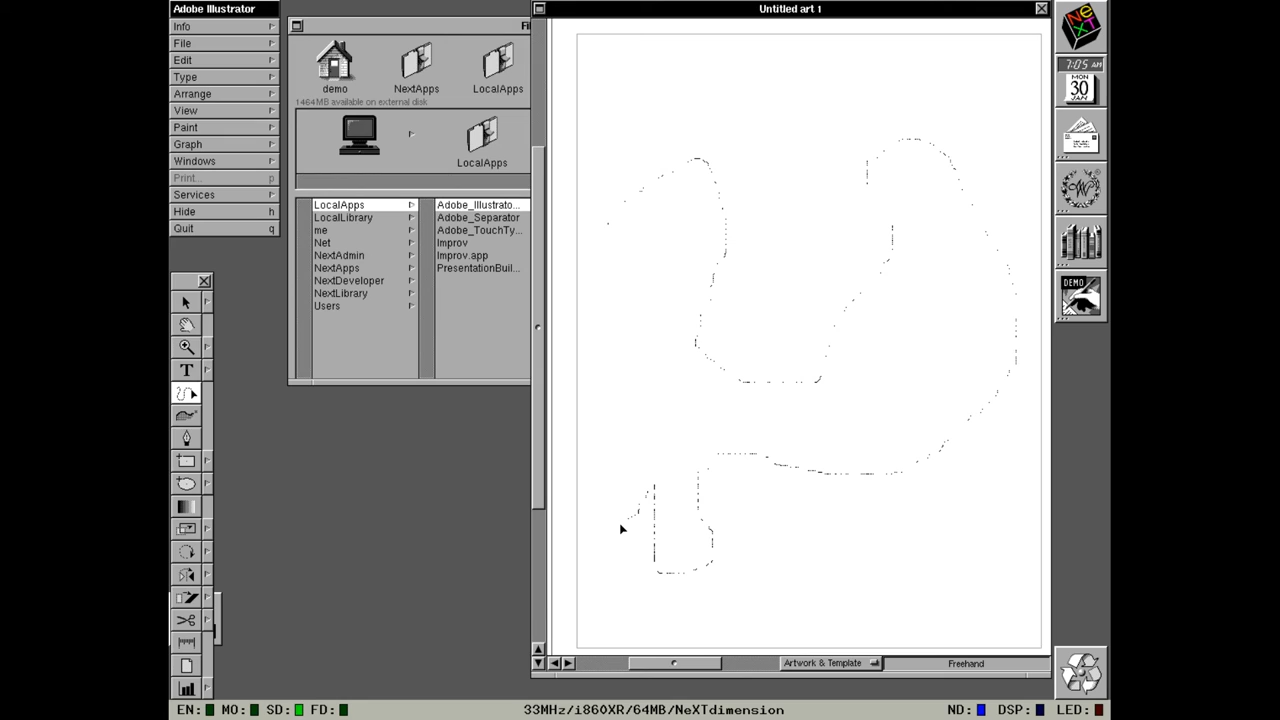 Adobe Illustrator
Info
File
Edit
Type
Arrange
View
Paint
Graph
Windows
Print...
Services
Hide h
Quit q
Fil
demo
NextApps
LocalApps
1464MB available on external disk
LocalApps
LocalApps
LocalLibrary
me
Net
NextAdmin
NextApps
NextDeveloper
NextLibrary
Users
Adobe_Illustrato...
Adobe_Separator
Adobe_TouchTy...
Improv
Improv.app
PresentationBuil...
T
Untitled art 1
Artwork & Template
Freehand
NeXT
7:05 AM
MON
30
JAN
W
DEMO
EN: MO: SD: FD: 33MHz/i860XR/64MB/NeXTdimension ND: DSP: LED: